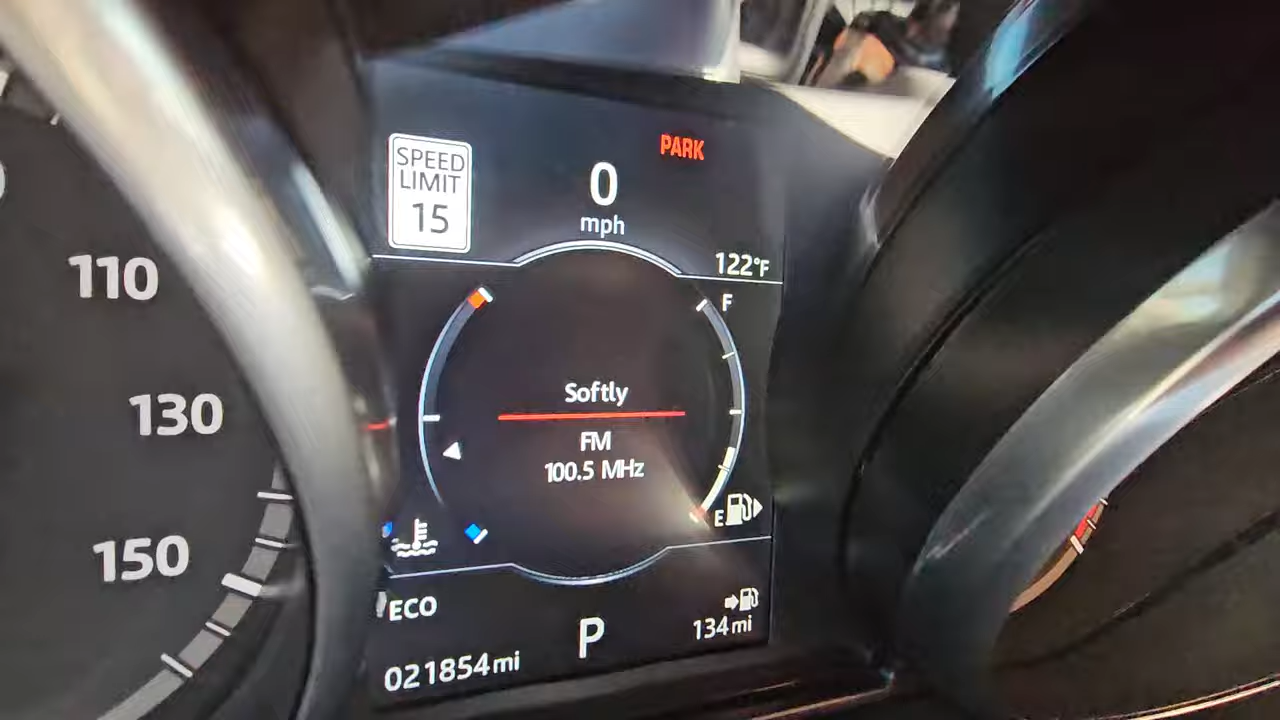 PARK
SPEED
LIMIT
15
0
mph
122°F
110
F
Softly
130
FM
100.5 MHz
E
150
ECO
P
134mi
021854mi